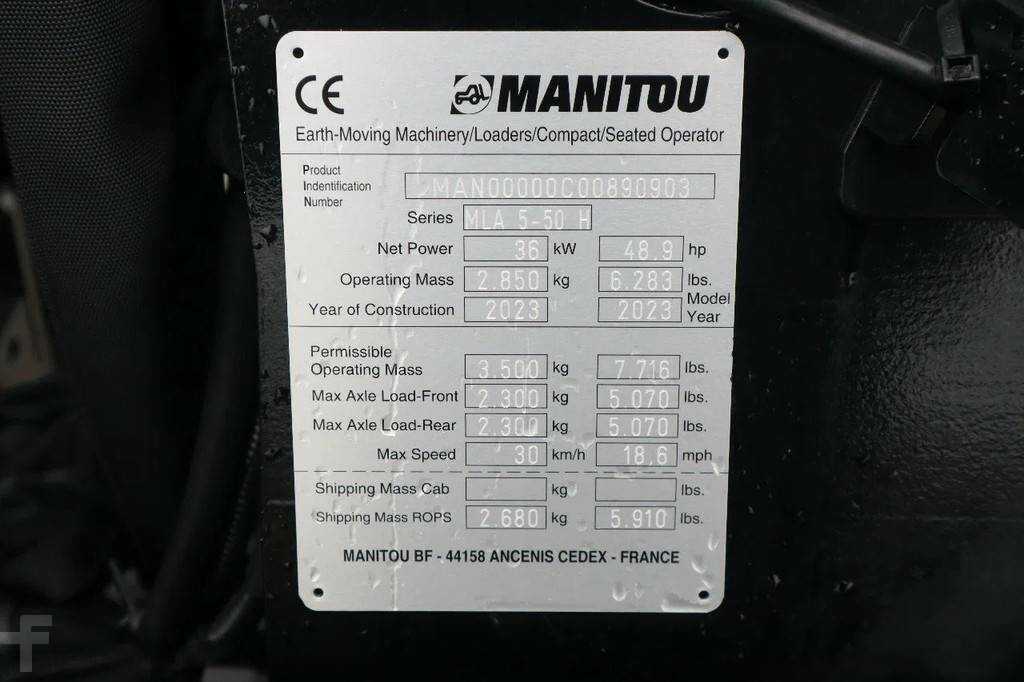 CE MANITOU
Earth-Moving Machinery/Loaders/Compact/Seated Operator
Product
Indentification
Number
MAN00000C00890903
Series MLA 5-50 H
Net Power 36 kW 48.9 hp
Operating Mass 2.850 kg 6.283 lbs.
Year of Construction 2023 2023 Model Year
Permissible
Operating Mass 3.500 kg 7.716 lbs.
Max Axle Load-Front 2.300 kg 5.070 lbs.
Max Axle Load-Rear 2.300 kg 5.070 lbs.
Max Speed 30 km/h 18.6 mph
Shipping Mass Cab kg lbs.
Shipping Mass ROPS 2.680 kg 5.910 lbs.
MANITOU BF - 44158 ANCENIS CEDEX - FRANCE
F